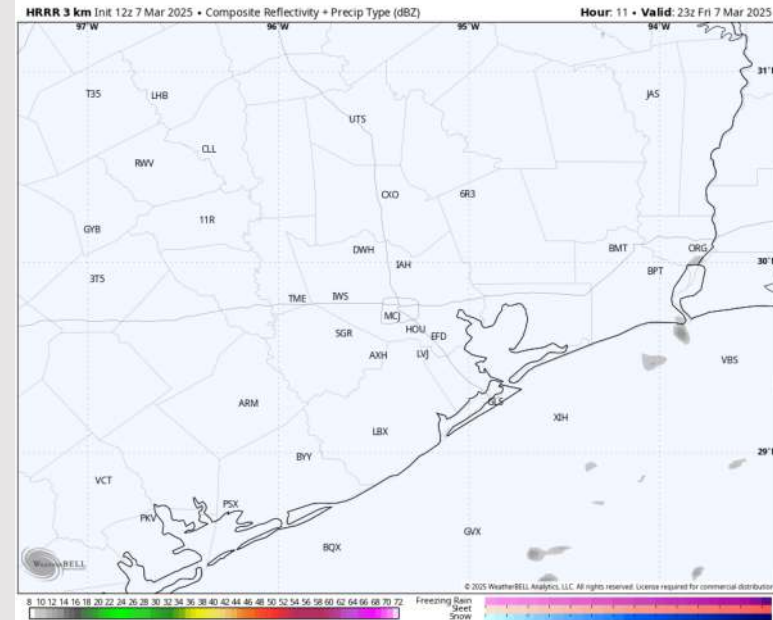 HRRR 3 km Init 12z 7 Mar 2025 • Composite Reflectivity + Precip Type (dBZ) Hour: 11 • Valid: 23z Fri 7 Mar 2025
97°W 96°W 95°W 94°W
31°
T35 LHB JAS
UTS
CLL
RWV
CXO 6R3
11R
GYB
DWH BMT ORG
IAH 30°
3T5 BPT
TME IWS
MCJ
SGR HOU EFD
AXH LVJ VBS
ARM GLS
XIH
LBX
BYY 29°
VCT
PSX
PKV
GVX
BQX
WeatherBELL
© 2025 WeatherBELL Analytics, LLC. All rights reserved. License required for commercial distribution
8 10 12 14 16 18 20 22 24 26 28 30 32 34 36 38 40 42 44 46 48 50 52 54 56 58 60 62 64 66 68 70 72
Freezing Rain
Sleet
Snow